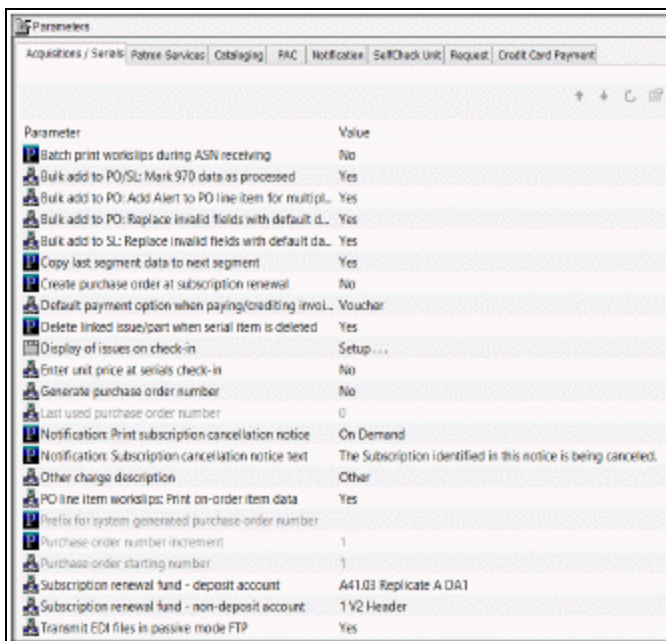 Parameters
Acquisitions / Serials Patron Services Cataloging PAC Notification SelfCheck Unit Request Credit Card Payment
Parameter Value
Batch print workslips during ASN receiving No
Bulk add to PO/SL: Mark 970 data as processed Yes
Bulk add to PO: Add Alert to PO line item for multipl... Yes
Bulk add to PO: Replace invalid fields with default d... Yes
Bulk add to SL: Replace invalid fields with default da... Yes
Copy last segment data to next segment Yes
Create purchase order at subscription renewal No
Default payment option when paying/crediting invoi... Voucher
Delete linked issue/part when serial item is deleted Yes
Display of issues on check-in Setup...
Enter unit price at serials check-in No
Generate purchase order number No
Last used purchase order number 0
Notification: Print subscription cancellation notice On Demand
Notification: Subscription cancellation notice text The Subscription identified in this notice is being canceled.
Other charge description Other
PO line item workslips: Print on-order item data Yes
Prefix for system generated purchase order number
Purchase order number increment 1
Purchase order starting number 1
Subscription renewal fund - deposit account A41.03 Replicate A DA1
Subscription renewal fund - non-deposit account 1 V2 Header
Transmit EDI files in passive mode FTP Yes